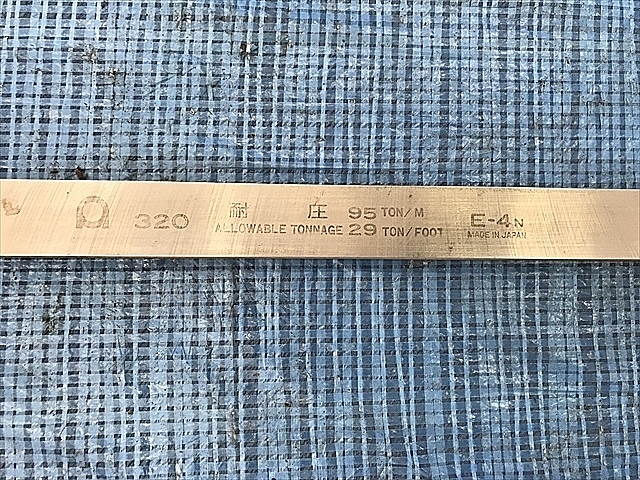 320 耐 圧 95 TON/M E-4N
ALLOWABLE TONNAGE 29 TON/FOOT MADE IN JAPAN